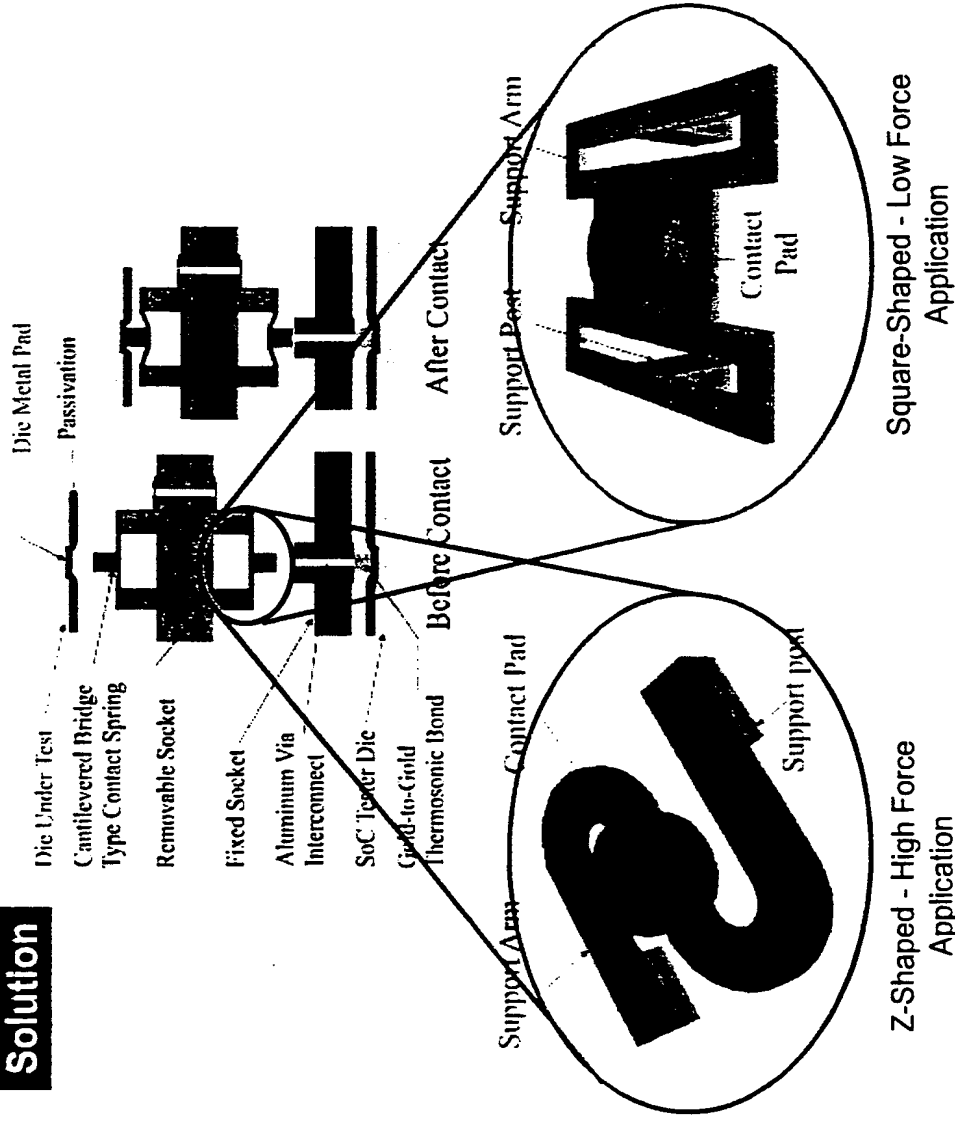 Solution
Die Metal Pad
Passivation
Die Under Test
Cantilevered Bridge
Type Contact Spring
Removable Socket
Fixed Socket
Aluminum Via
Interconnect
SoC Tester Die
Gold-to-Gold
Thermosonic Bond
Before Contact
After Contact
Support Arm
Contact Pad
Support post
Z-Shaped - High Force
Application
Support Post
Support Arm
Contact
Pad
Square-Shaped - Low Force
Application